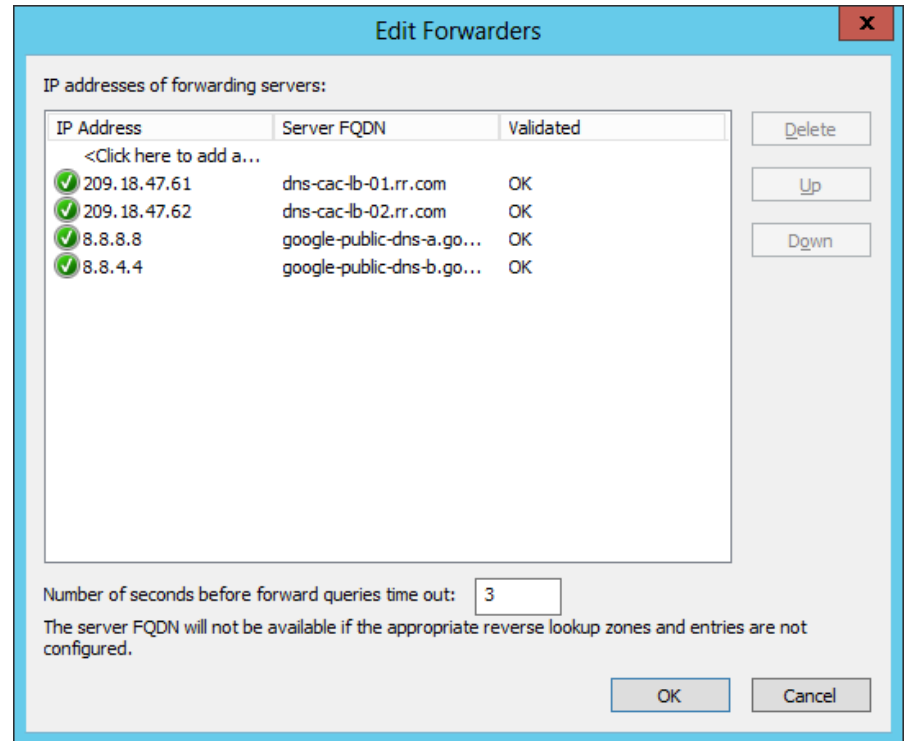 Edit Forwarders
x
IP addresses of forwarding servers:
IP Address Server FQDN Validated
<Click here to add a...
209.18.47.61 dns-cac-lb-01.rr.com OK
209.18.47.62 dns-cac-lb-02.rr.com OK
8.8.8.8 google-public-dns-a.go... OK
8.8.4.4 google-public-dns-b.go... OK
Delete
Up
Down
Number of seconds before forward queries time out: 3
The server FQDN will not be available if the appropriate reverse lookup zones and entries are not
configured.
OK Cancel